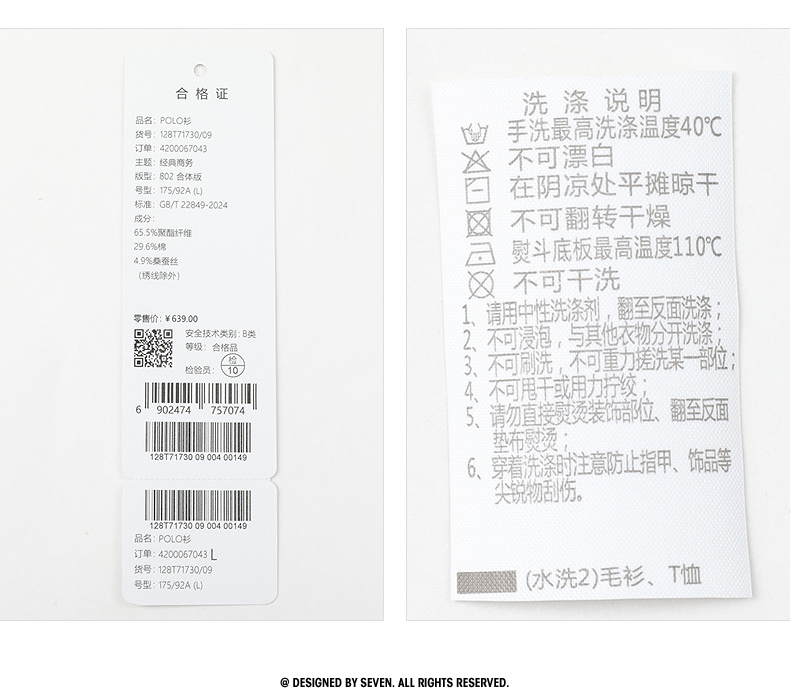 合格证
品名: POLO衫
货号: 128T71730/09
订单: 4200067043
主题: 经典商务
版型: 802 合体版
号型: 175/92A (L)
标准: GB/T 22849-2024
成分:
65.5%聚酯纤维
29.6%棉
4.9%桑蚕丝
（绣线除外）
零售价: ￥639.00
安全技术类别: B类
等级: 合格品
检验员: 检 10
6 902474 757074
128T71730 09 004 00149
128T71730 09 004 00149
品名: POLO衫
订单: 4200067043 L
货号: 128T71730/09
号型: 175/92A (L)
洗涤说明
手洗最高洗涤温度40℃
不可漂白
在阴凉处平摊晾干
不可翻转干燥
熨斗底板最高温度110℃
不可干洗
1、请用中性洗涤剂，翻至反面洗涤；
2、不可浸泡，与其他衣物分开洗涤；
3、不可刷洗，不可重力搓洗某一部位；
4、不可甩干或用力拧绞；
5、请勿直接熨烫装饰部位、翻至反面
垫布熨烫；
6、穿着洗涤时注意防止指甲、饰品等
尖锐物刮伤。
(水洗2)毛衫、T恤
@ DESIGNED BY SEVEN. ALL RIGHTS RESERVED.